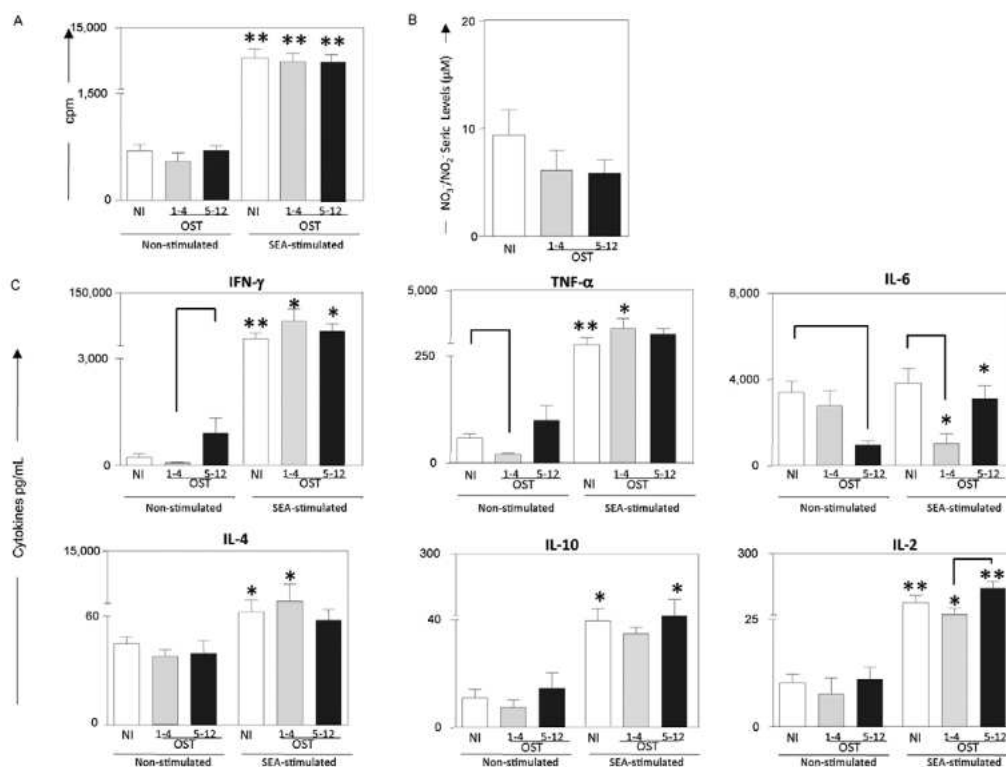 A
15,000
1,500
0
cpm
** ** **
NI 1-4 5-12 NI 1-4 5-12
OST OST
Non-stimulated SEA-stimulated
B
20
10
0
NO₃⁻/NO₂⁻ Seric Levels (µM)
NI 1-4 5-12
OST
C
Cytokines pg/mL
IFN-γ
150,000
3,000
0
** * *
NI 1-4 5-12 NI 1-4 5-12
OST OST
Non-stimulated SEA-stimulated
TNF-α
5,000
250
0
** *
NI 1-4 5-12 NI 1-4 5-12
OST OST
Non-stimulated SEA-stimulated
IL-6
8,000
4,000
0
* *
NI 1-4 5-12 NI 1-4 5-12
OST OST
Non-stimulated SEA-stimulated
IL-4
15,000
60
0
* *
NI 1-4 5-12 NI 1-4 5-12
OST OST
Non-stimulated SEA-stimulated
IL-10
300
40
0
* *
NI 1-4 5-12 NI 1-4 5-12
OST OST
Non-stimulated SEA-stimulated
IL-2
300
25
0
** * **
NI 1-4 5-12 NI 1-4 5-12
OST OST
Non-stimulated SEA-stimulated